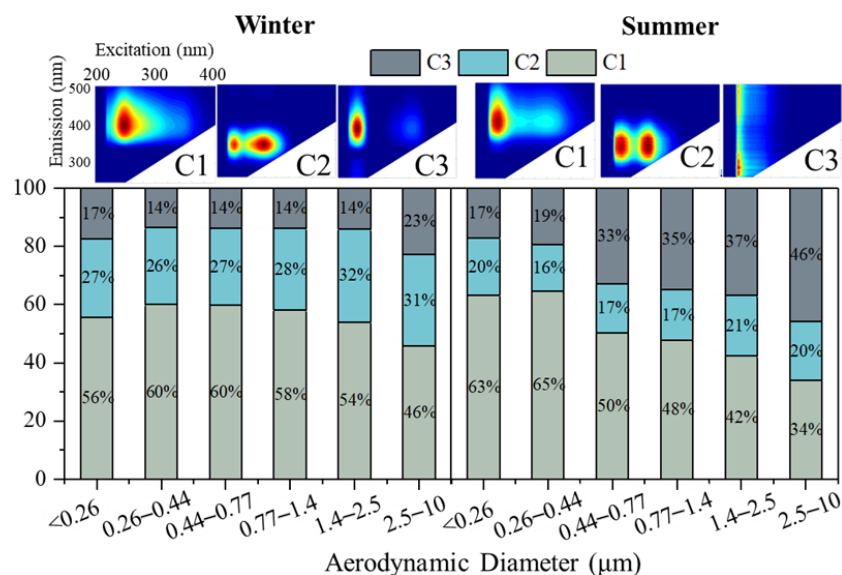 Winter
Summer
Excitation (nm)
200 300 400
C3 C2 C1
Emission (nm)
500
400
300
C1
C2
C3
C1
C2
C3
100
80
60
40
20
0
17% 14% 14% 14% 14% 23% 17% 19% 33% 35% 37% 46%
27% 26% 27% 28% 32% 31% 20% 16% 17% 17% 21% 20%
56% 60% 60% 58% 54% 46% 63% 65% 50% 48% 42% 34%
<0.26 0.26–0.44 0.44–0.77 0.77–1.4 1.4–2.5 2.5–10 <0.26 0.26–0.44 0.44–0.77 0.77–1.4 1.4–2.5 2.5–10
Aerodynamic Diameter (μm)